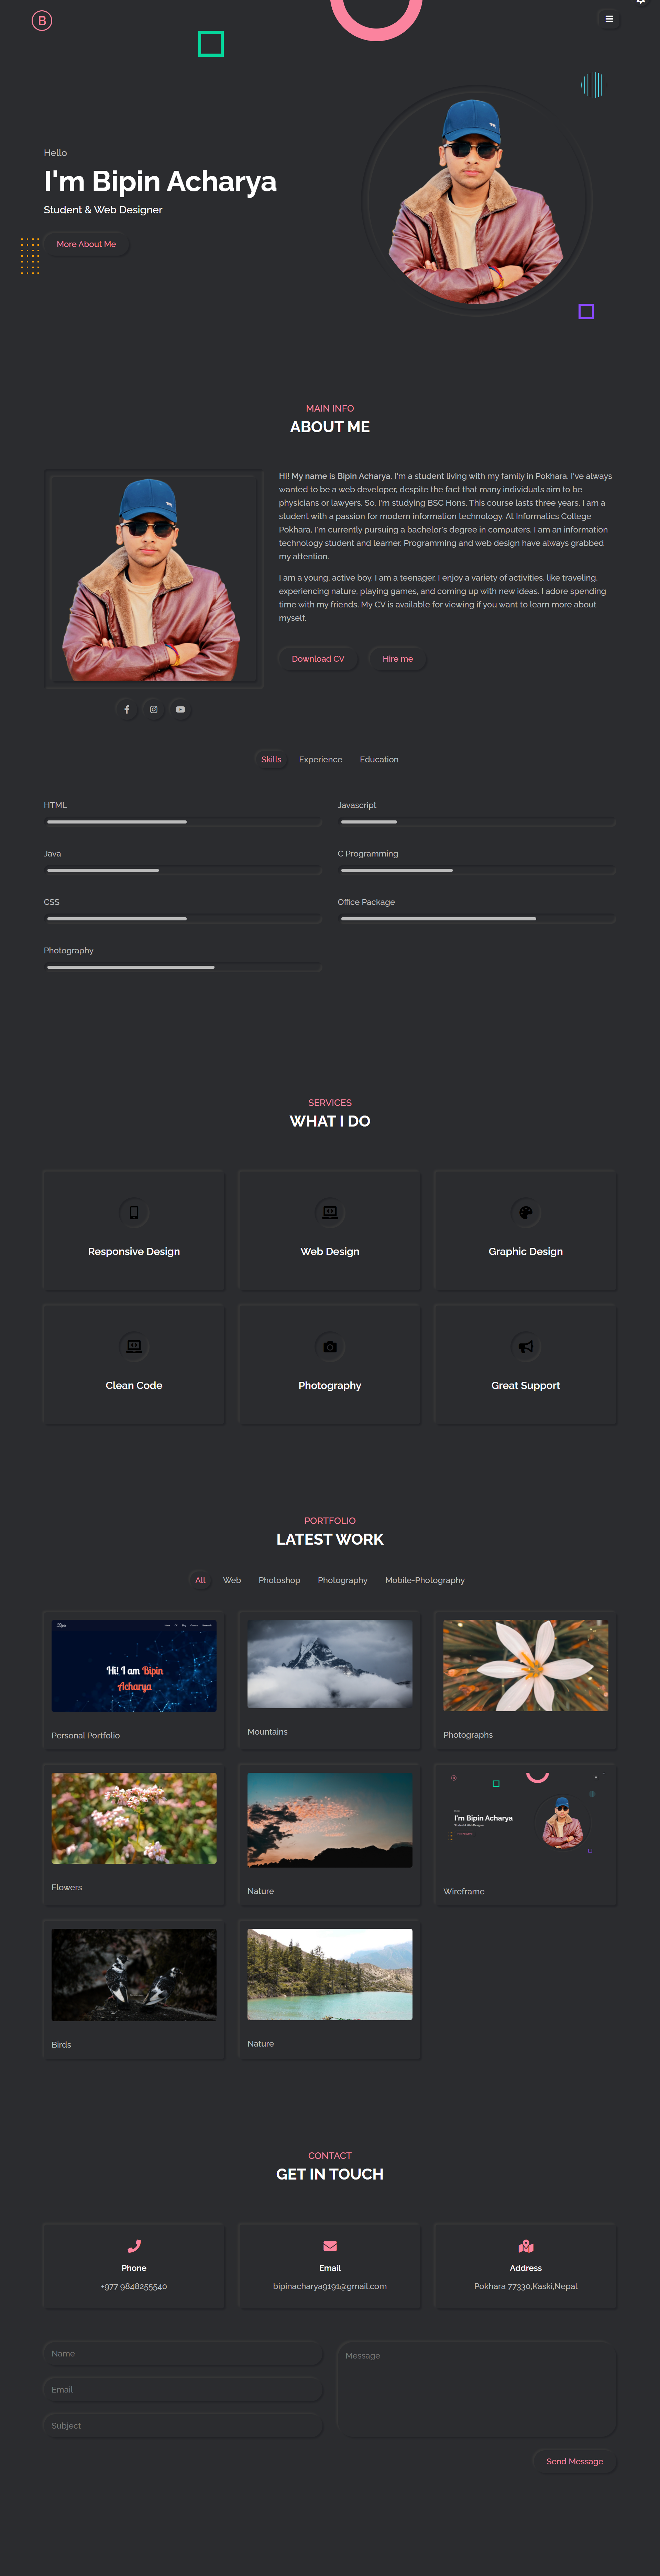 B
Hello
I'm Bipin Acharya
Student & Web Designer
More About Me
MAIN INFO
ABOUT ME
Hi! My name is Bipin Acharya. I'm a student living with my family in Pokhara. I've always
wanted to be a web developer, despite the fact that many individuals aim to be
physicians or lawyers. So, I'm studying BSC Hons. This course lasts three years. I am a
student with a passion for modern information technology. At Informatics College
Pokhara, I'm currently pursuing a bachelor's degree in computers. I am an information
technology student and learner. Programming and web design have always grabbed
my attention.
I am a young, active boy. I am a teenager. I enjoy a variety of activities, like traveling,
experiencing nature, playing games, and coming up with new ideas. I adore spending
time with my friends. My CV is available for viewing if you want to learn more about
myself.
Download CV
Hire me
Skills
Experience
Education
HTML
Javascript
Java
C Programming
CSS
Office Package
Photography
SERVICES
WHAT I DO
Responsive Design
Web Design
Graphic Design
Clean Code
Photography
Great Support
PORTFOLIO
LATEST WORK
All
Web
Photoshop
Photography
Mobile-Photography
Hi! I am Bipin
Acharya
Personal Portfolio
Mountains
Photographs
Flowers
Nature
I'm Bipin Acharya
Wireframe
Birds
Nature
CONTACT
GET IN TOUCH
Phone
+977 9848255540
Email
bipinacharya9191@gmail.com
Address
Pokhara 77330,Kaski,Nepal
Name
Message
Email
Subject
Send Message